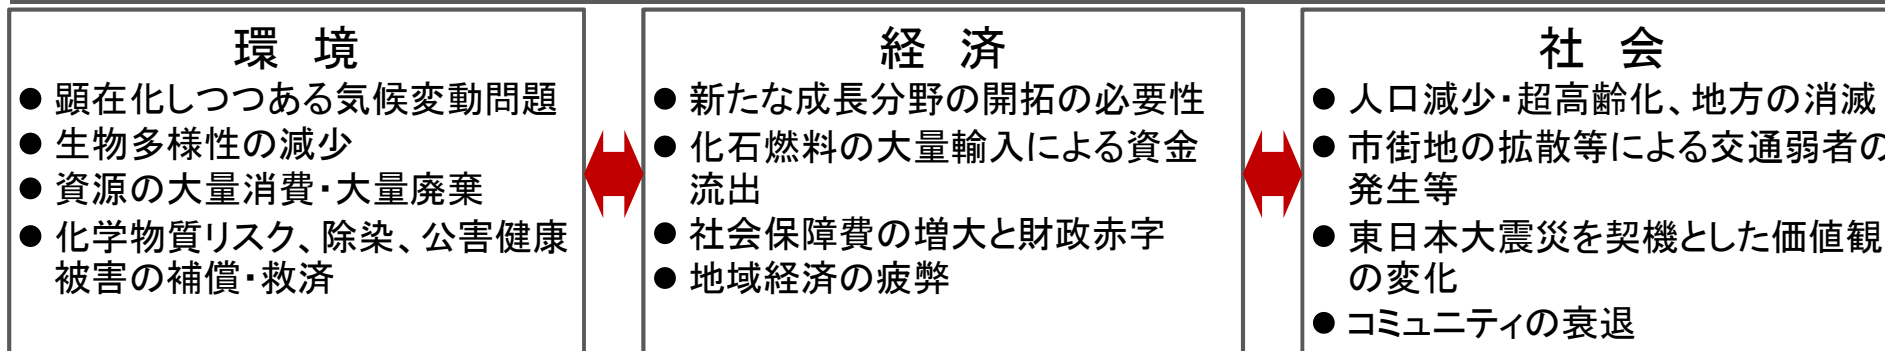 環　境
● 顕在化しつつある気候変動問題
● 生物多様性の減少
● 資源の大量消費・大量廃棄
● 化学物質リスク、除染、公害健康
被害の補償・救済
経　済
● 新たな成長分野の開拓の必要性
● 化石燃料の大量輸入による資金
流出
● 社会保障費の増大と財政赤字
● 地域経済の疲弊
社　会
● 人口減少・超高齢化、地方の消滅
● 市街地の拡散等による交通弱者の
発生等
● 東日本大震災を契機とした価値観
の変化
● コミュニティの衰退